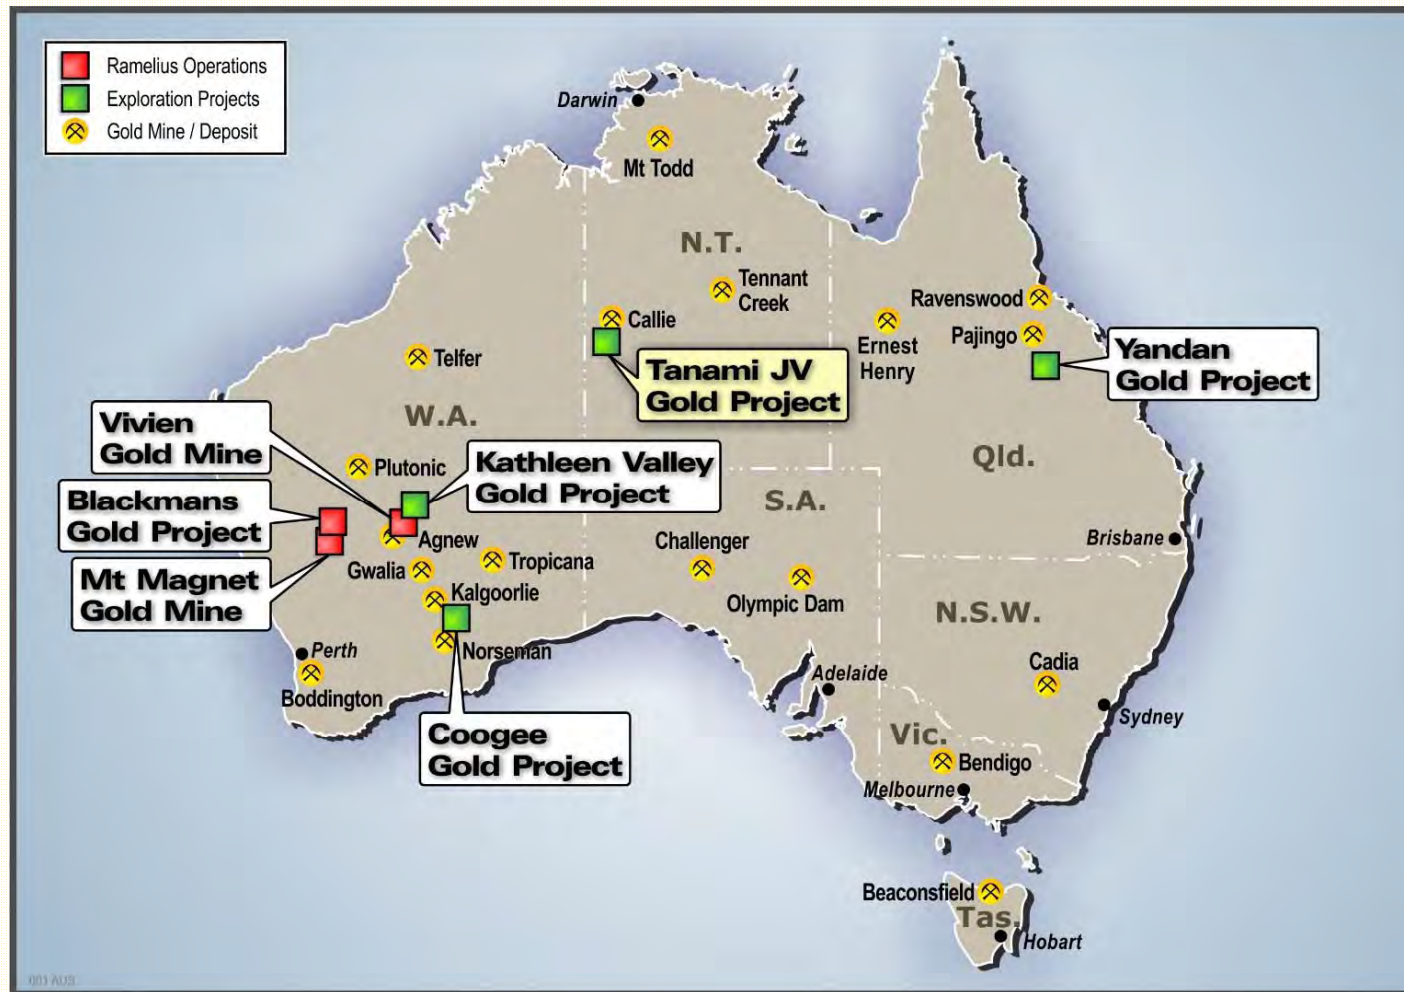 Ramelius Operations
Exploration Projects
Gold Mine / Deposit
Darwin
Mt Todd
N.T.
Tennant
Creek
Callie
Ravenswood
Ernest
Henry
Pajingo
Telfer
Tanami JV
Gold Project
Yandan
Gold Project
W.A.
Vivien
Gold Mine
Plutonic
Kathleen Valley
Gold Project
Qld.
Blackmans
Gold Project
S.A.
Agnew
Challenger
Brisbane
Mt Magnet
Gold Mine
Gwalia
Tropicana
Kalgoorlie
Olympic Dam
N.S.W.
Perth
Norseman
Boddington
Adelaide
Cadia
Sydney
Coogee
Gold Project
Vic.
Bendigo
Melbourne
Beaconsfield
Tas.
Hobart
001 AUS